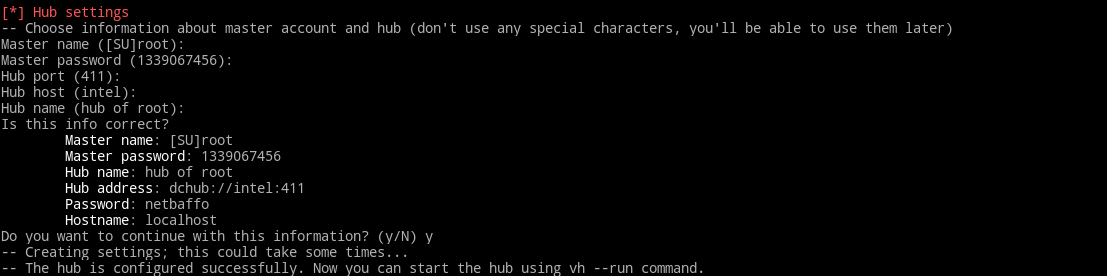 [*] Hub settings
-- Choose information about master account and hub (don't use any special characters, you'll be able to use them later)
Master name ([SU]root):
Master password (1339067456):
Hub port (411):
Hub host (intel):
Hub name (hub of root):
Is this info correct?
Master name: [SU]root
Master password: 1339067456
Hub name: hub of root
Hub address: dchub://intel:411
Password: netbaffo
Hostname: localhost
Do you want to continue with this information? (y/N) y
-- Creating settings; this could take some times...
-- The hub is configured successfully. Now you can start the hub using vh --run command.